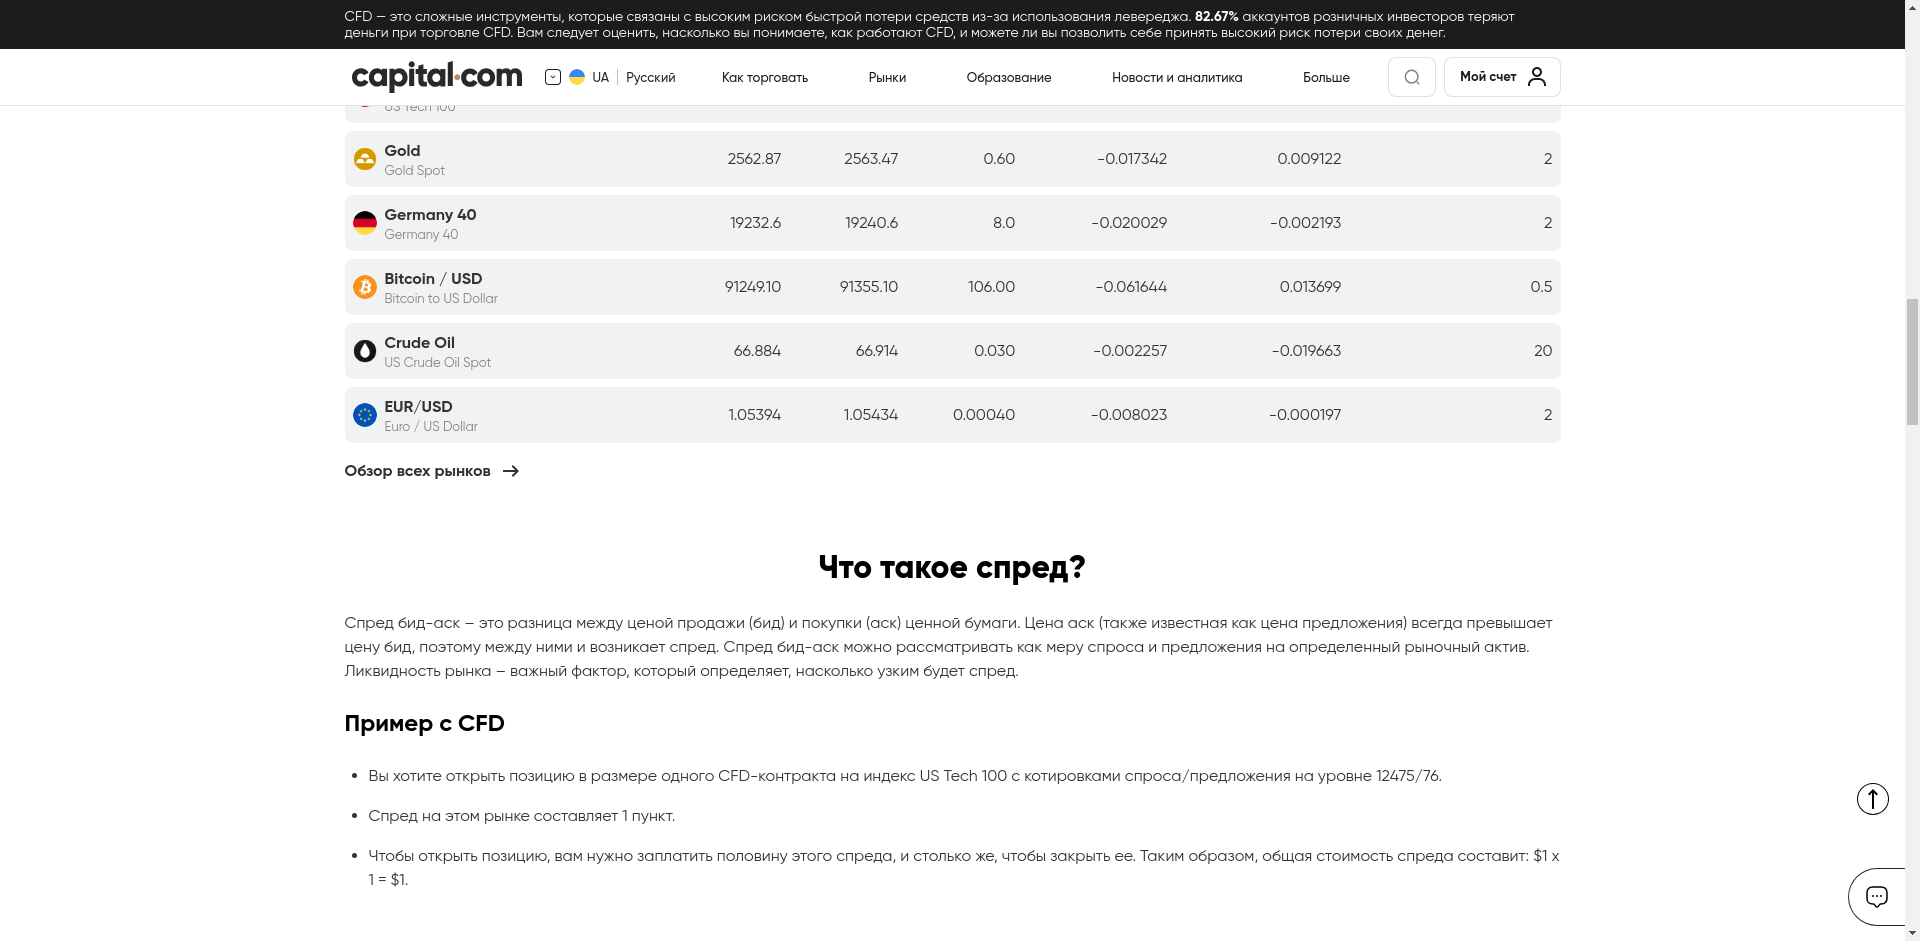 CFD — это сложные инструменты, которые связаны с высоким риском быстрой потери средств из-за использования левереджа. 82.67% аккаунтов розничных инвесторов теряют
деньги при торговле CFD. Вам следует оценить, насколько вы понимаете, как работают CFD, и можете ли вы позволить себе принять высокий риск потери своих денег.
capital.com UA Русский Как торговать Рынки Образование Новости и аналитика Больше Мой счет
US Tech 100
Gold
Gold Spot
2562.87 2563.47 0.60 -0.017342 0.009122 2
Germany 40
Germany 40
19232.6 19240.6 8.0 -0.020029 -0.002193 2
Bitcoin / USD
Bitcoin to US Dollar
91249.10 91355.10 106.00 -0.061644 0.013699 0.5
Crude Oil
US Crude Oil Spot
66.884 66.914 0.030 -0.002257 -0.019663 20
EUR/USD
Euro / US Dollar
1.05394 1.05434 0.00040 -0.008023 -0.000197 2
Обзор всех рынков
Что такое спред?
Спред бид-аск – это разница между ценой продажи (бид) и покупки (аск) ценной бумаги. Цена аск (также известная как цена предложения) всегда превышает
цену бид, поэтому между ними и возникает спред. Спред бид-аск можно рассматривать как меру спроса и предложения на определенный рыночный актив.
Ликвидность рынка – важный фактор, который определяет, насколько узким будет спред.
Пример с CFD
• Вы хотите открыть позицию в размере одного CFD-контракта на индекс US Tech 100 с котировками спроса/предложения на уровне 12475/76.
• Спред на этом рынке составляет 1 пункт.
• Чтобы открыть позицию, вам нужно заплатить половину этого спреда, и столько же, чтобы закрыть ее. Таким образом, общая стоимость спреда составит: $1 x
1 = $1.